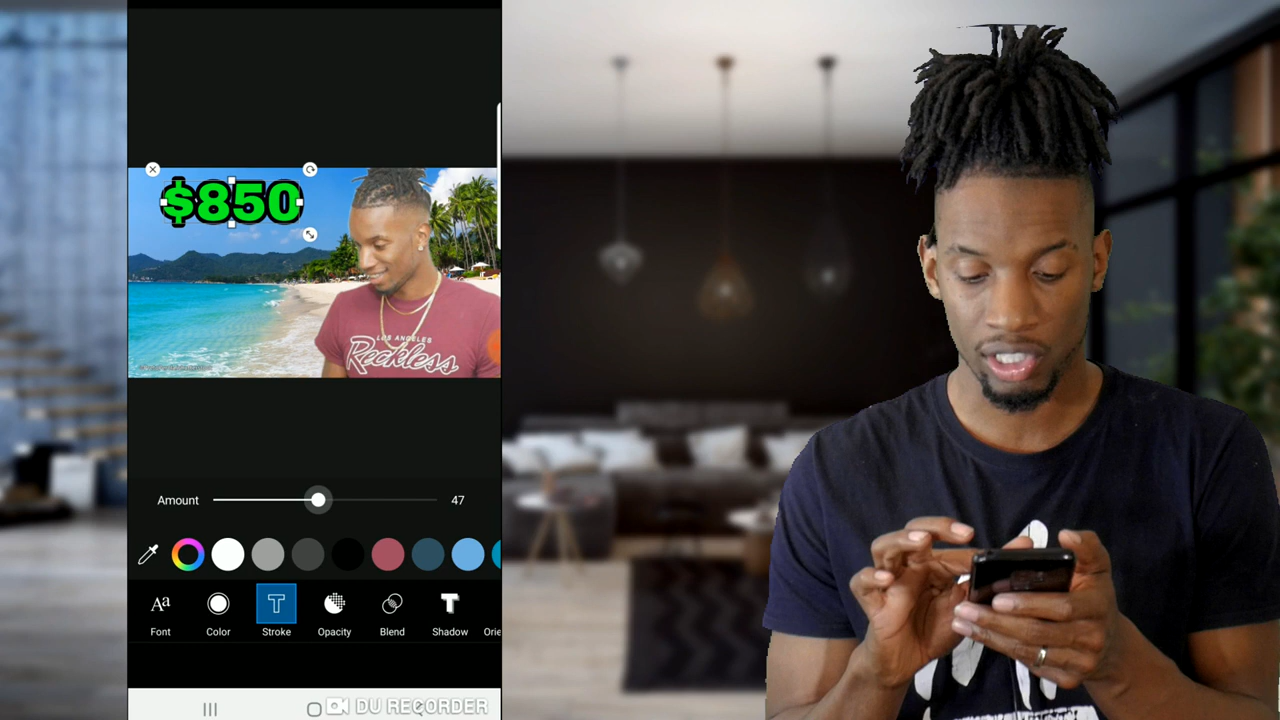 $850
LOS ANGELES
Reckless
Amount
47
Aa
T
T
Font
Color
Stroke
Opacity
Blend
Shadow
Orie
DU RECORDER